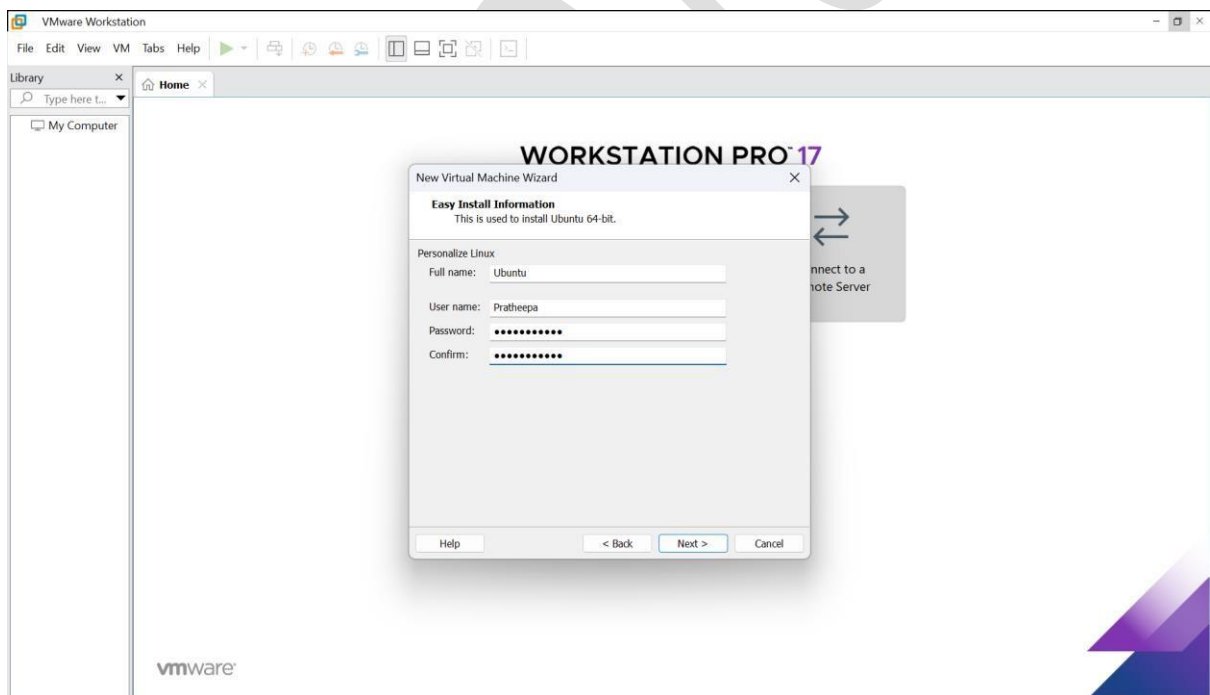 VMware Workstation
File Edit View VM Tabs Help
Library
Type here t...
My Computer
Home
WORKSTATION PRO™ 17
New Virtual Machine Wizard
Easy Install Information
This is used to install Ubuntu 64-bit.
Personalize Linux
Full name: Ubuntu
User name: Pratheepa
Password: •••••••••••
Confirm: •••••••••••
nnect to a
note Server
Help < Back Next > Cancel
vmware